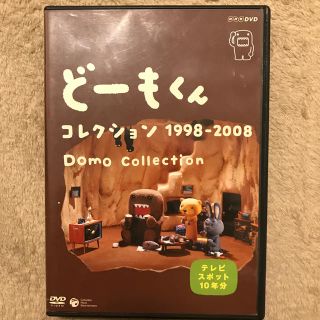 NHK DVD
どーもくん
コレクション 1998-2008
Domo Collection
テレビ
スポット
10年分
DVD
VIDEO